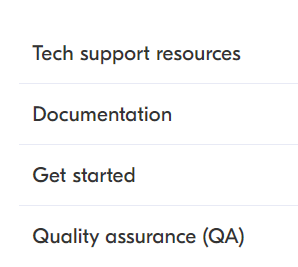 Tech support resources
Documentation
Get started
Quality assurance (QA)